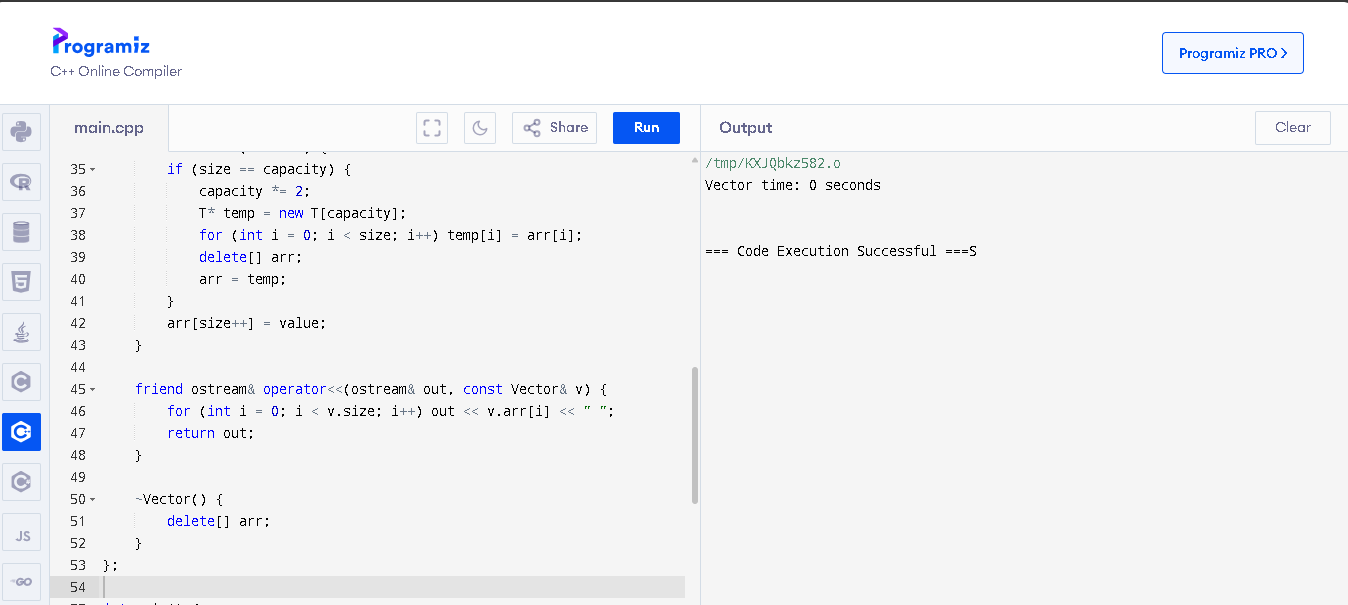 Programiz
C++ Online Compiler
Programiz PRO >
main.cpp
Share
Run
Output
Clear
35 if (size == capacity) {
36 capacity *= 2;
37 T* temp = new T[capacity];
38 for (int i = 0; i < size; i++) temp[i] = arr[i];
39 delete[] arr;
40 arr = temp;
41 }
42 arr[size++] = value;
43 }
44
45 friend ostream& operator<<(ostream& out, const Vector& v) {
46 for (int i = 0; i < v.size; i++) out << v.arr[i] << " ";
47 return out;
48 }
49
50 ~Vector() {
51 delete[] arr;
52 }
53 };
54
/tmp/KXJQbkz582.o
Vector time: 0 seconds
=== Code Execution Successful ===S
JS
GO